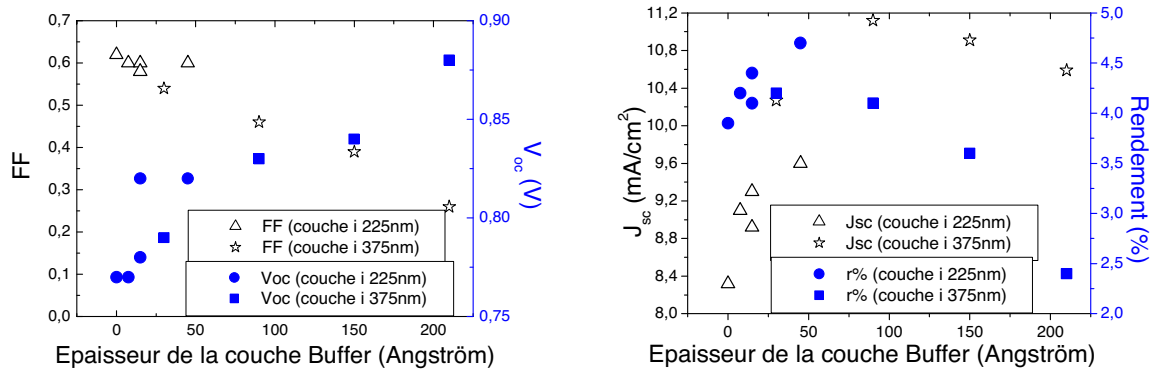 0,7
0,6
0,5
0,4
0,3
0,2
0,1
0,0
FF
0,90
0,85
0,80
0,75
V oc (V)
FF (couche i 225nm)
FF (couche i 375nm)
Voc (couche i 225nm)
Voc (couche i 375nm)
0 50 100 150 200
Epaisseur de la couche Buffer (Angström)
11,2
10,8
10,4
10,0
9,6
9,2
8,8
8,4
8,0
Jsc (mA/cm²)
5,0
4,5
4,0
3,5
3,0
2,5
2,0
Rendement (%)
Jsc (couche i 225nm)
Jsc (couche i 375nm)
r% (couche i 225nm)
r% (couche i 375nm)
0 50 100 150 200
Epaisseur de la couche Buffer (Angström)